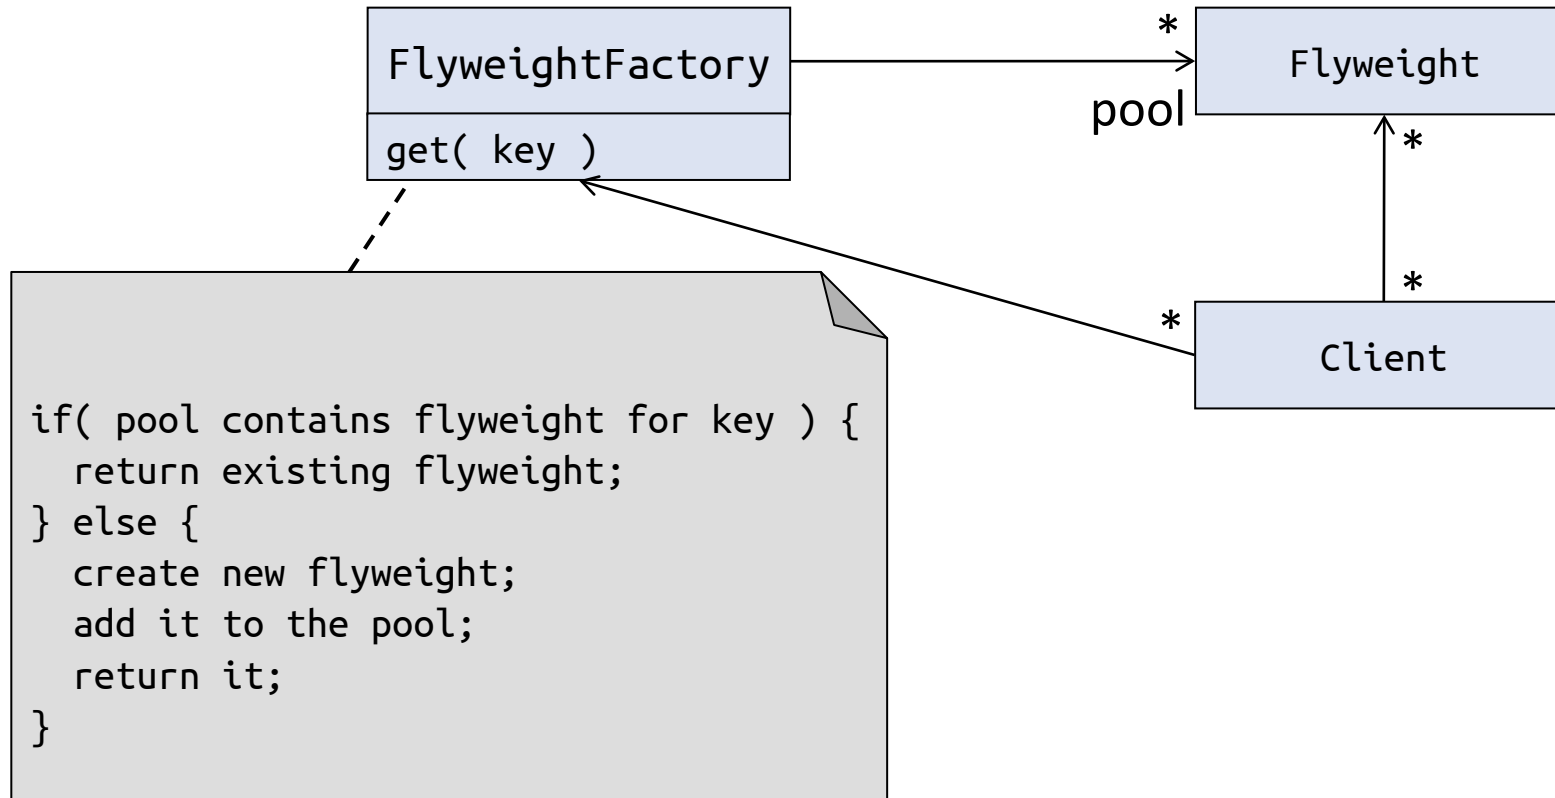 FlyweightFactory
get( key )
*
pool
Flyweight
*
*
*
Client
if( pool contains flyweight for key ) {
  return existing flyweight;
} else {
  create new flyweight;
  add it to the pool;
  return it;
}